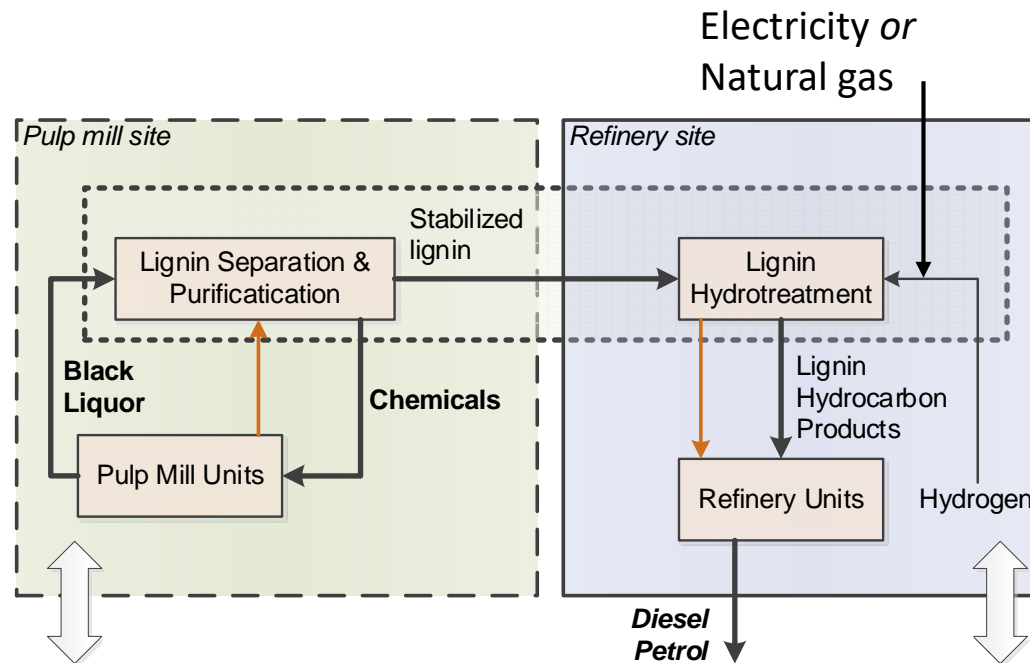 Electricity or
Natural gas
Pulp mill site
Refinery site
Stabilized
lignin
Lignin Separation &
Purificatication
Lignin
Hydrotreatment
Black
Liquor
Chemicals
Lignin
Hydrocarbon
Products
Pulp Mill Units
Refinery Units
Hydrogen
Diesel
Petrol